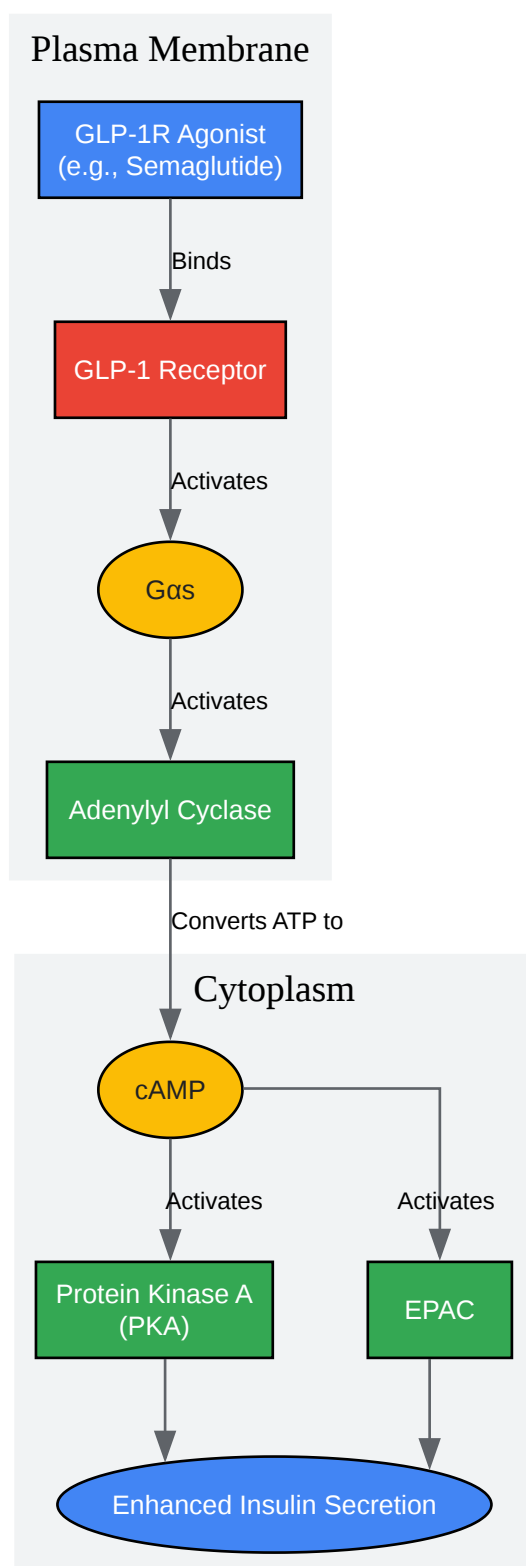 Plasma Membrane
GLP-1R Agonist
(e.g., Semaglutide)
Binds
GLP-1 Receptor
Activates
Gαs
Activates
Adenylyl Cyclase
Converts ATP to
Cytoplasm
cAMP
Activates
Activates
Protein Kinase A
(PKA)
EPAC
Enhanced Insulin Secretion